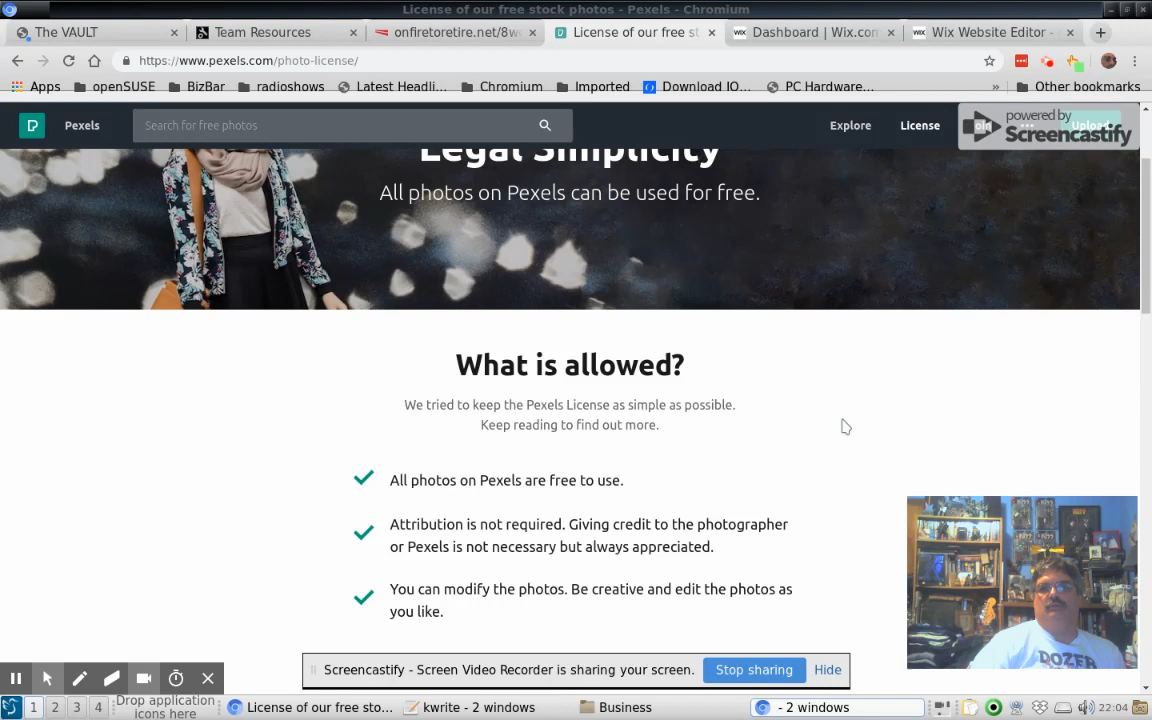 License of our free stock photos - Pexels - Chromium
The VAULT
Team Resources
onfiretoretire.net/8w
License of our free st
Dashboard | Wix.com
Wix Website Editor -
https://www.pexels.com/photo-license/
Apps
openSUSE
BizBar
radioshows
Latest Headli...
Chromium
Imported
Download IO...
PC Hardware...
»
Other bookmarks
Pexels
Search for free photos
Explore
License
powered by
Screencastify
Legal Simplicity
All photos on Pexels can be used for free.
What is allowed?
We tried to keep the Pexels License as simple as possible.
Keep reading to find out more.
All photos on Pexels are free to use.
Attribution is not required. Giving credit to the photographer
or Pexels is not necessary but always appreciated.
You can modify the photos. Be creative and edit the photos as
you like.
DOZER
Screencastify - Screen Video Recorder is sharing your screen.
Stop sharing
Hide
1
2
3
4
Drop application
icons here
License of our free sto...
kwrite - 2 windows
Business
- 2 windows
22:04